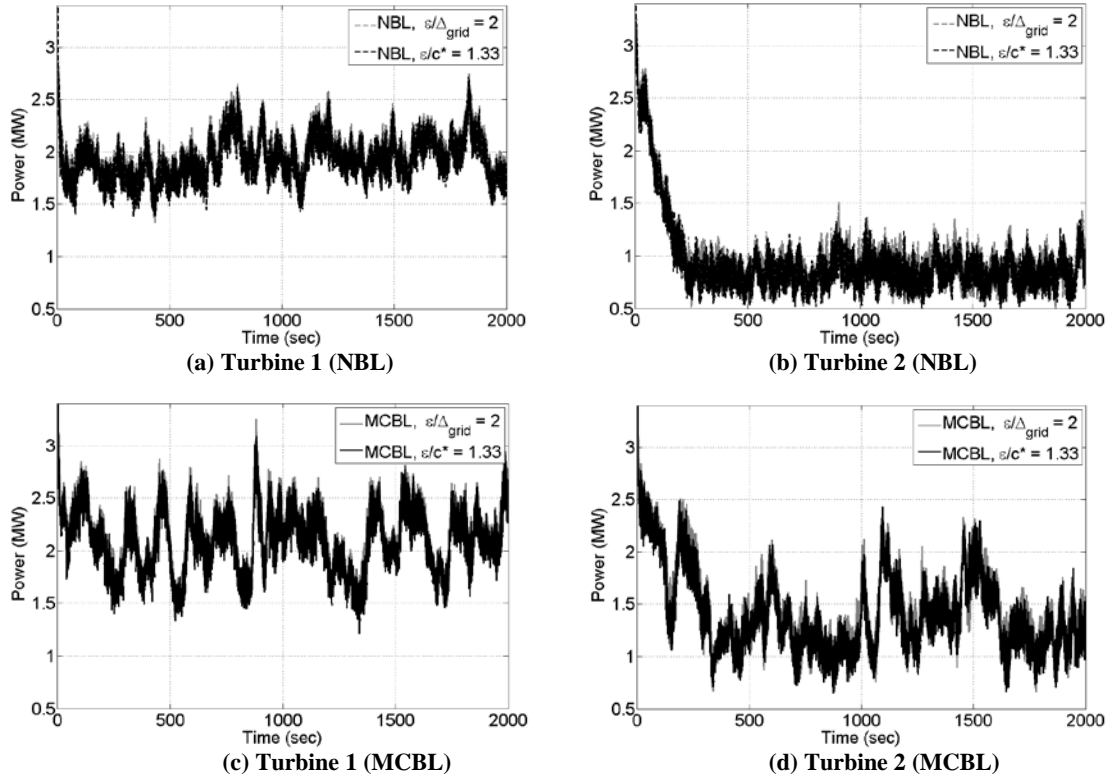 NBL, ε/Δgrid = 2
NBL, ε/c* = 1.33
Power (MW)
3
2.5
2
1.5
1
0.5
0
500
1000
1500
2000
Time (sec)
(a) Turbine 1 (NBL)
NBL, ε/Δgrid = 2
NBL, ε/c* = 1.33
Power (MW)
3
2.5
2
1.5
1
0.5
0
500
1000
1500
2000
Time (sec)
(b) Turbine 2 (NBL)
MCBL, ε/Δgrid = 2
MCBL, ε/c* = 1.33
Power (MW)
3
2.5
2
1.5
1
0.5
0
500
1000
1500
2000
Time (sec)
(c) Turbine 1 (MCBL)
MCBL, ε/Δgrid = 2
MCBL, ε/c* = 1.33
Power (MW)
3
2.5
2
1.5
1
0.5
0
500
1000
1500
2000
Time (sec)
(d) Turbine 2 (MCBL)